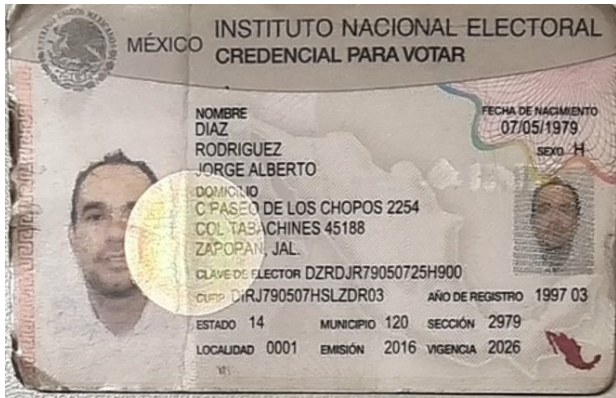 MÉXICO INSTITUTO NACIONAL ELECTORAL
CREDENCIAL PARA VOTAR
NOMBRE
DIAZ
RODRIGUEZ
JORGE ALBERTO
FECHA DE NACIMIENTO
07/05/1979
SEXO H
DOMICILIO
C PASEO DE LOS CHOPOS 2254
COL TABACHINES 45188
ZAPOPAN, JAL.
CLAVE DE ELECTOR DZRDJR79050725H900
CURP DIRJ790507HSLZDR03 AÑO DE REGISTRO 1997 03
ESTADO 14 MUNICIPIO 120 SECCIÓN 2979
LOCALIDAD 0001 EMISIÓN 2016 VIGENCIA 2026